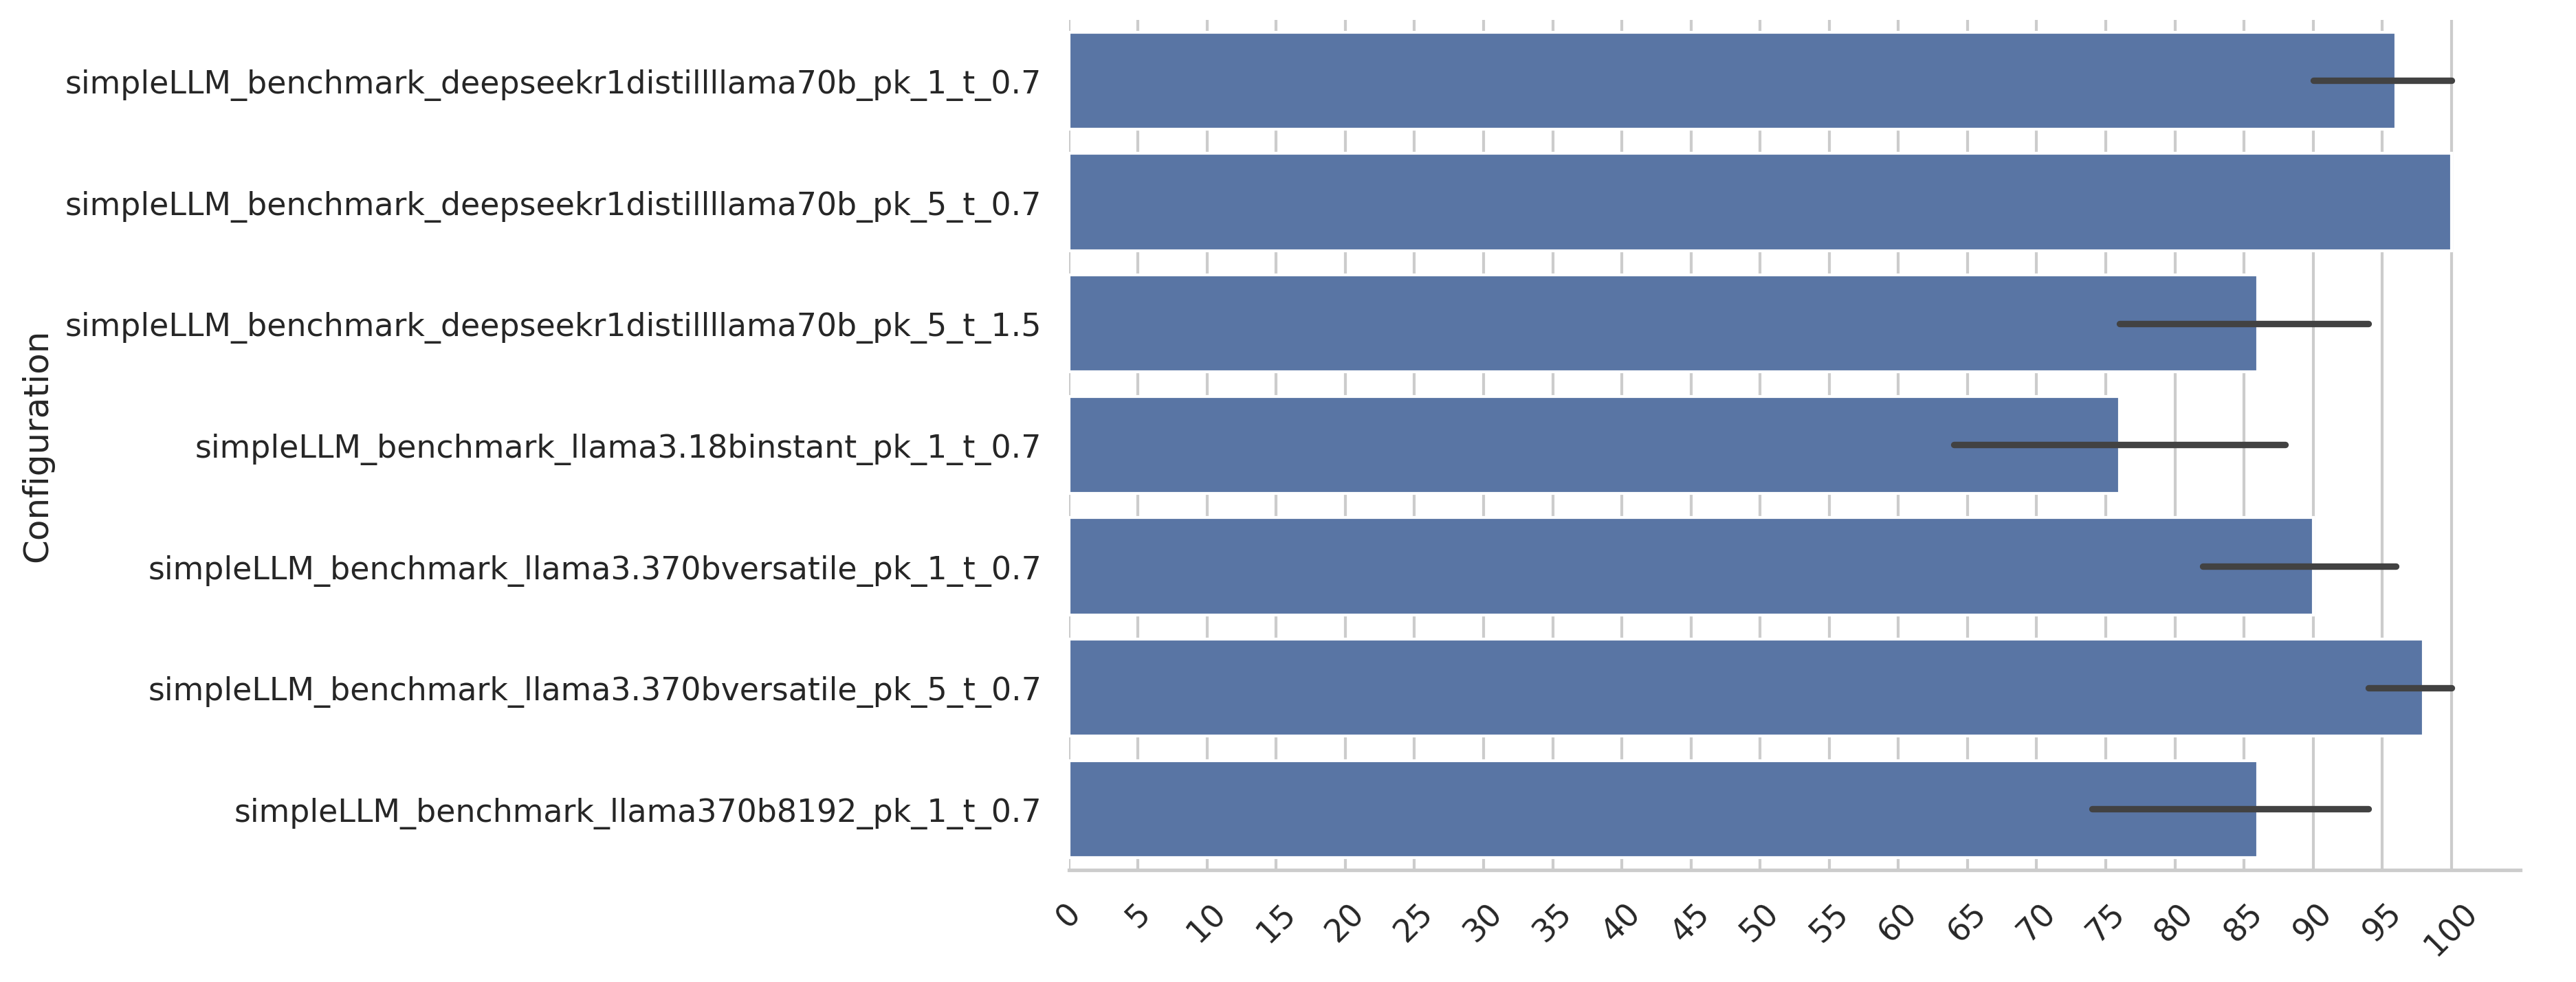 Configuration
simpleLLM_benchmark_deepseekr1distillllama70b_pk_1_t_0.7
simpleLLM_benchmark_deepseekr1distillllama70b_pk_5_t_0.7
simpleLLM_benchmark_deepseekr1distillllama70b_pk_5_t_1.5
simpleLLM_benchmark_llama3.18binstant_pk_1_t_0.7
simpleLLM_benchmark_llama3.370bversatile_pk_1_t_0.7
simpleLLM_benchmark_llama3.370bversatile_pk_5_t_0.7
simpleLLM_benchmark_llama370b8192_pk_1_t_0.7
0 5 10 15 20 25 30 35 40 45 50 55 60 65 70 75 80 85 90 95 100